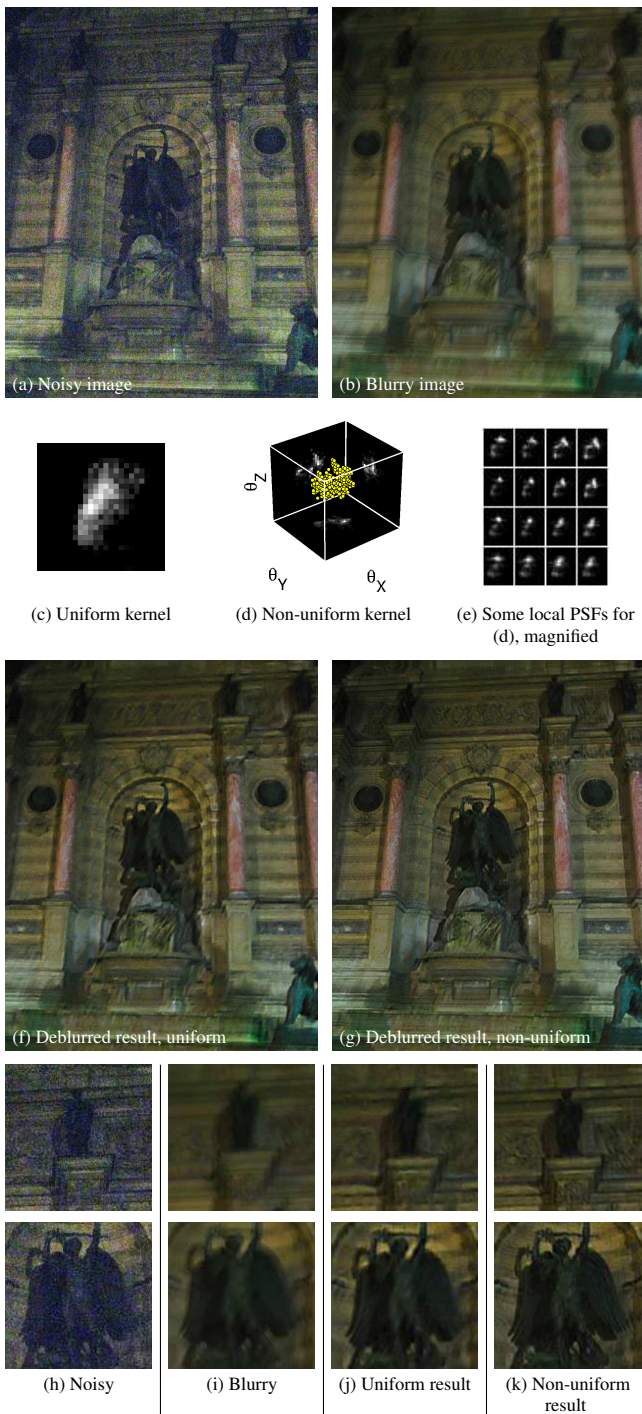 (a) Noisy image
(b) Blurry image
θZ
θY
θX
(c) Uniform kernel
(d) Non-uniform kernel
(e) Some local PSFs for
(d), magnified
(f) Deblurred result, uniform
(g) Deblurred result, non-uniform
(h) Noisy
(i) Blurry
(j) Uniform result
(k) Non-uniform
result